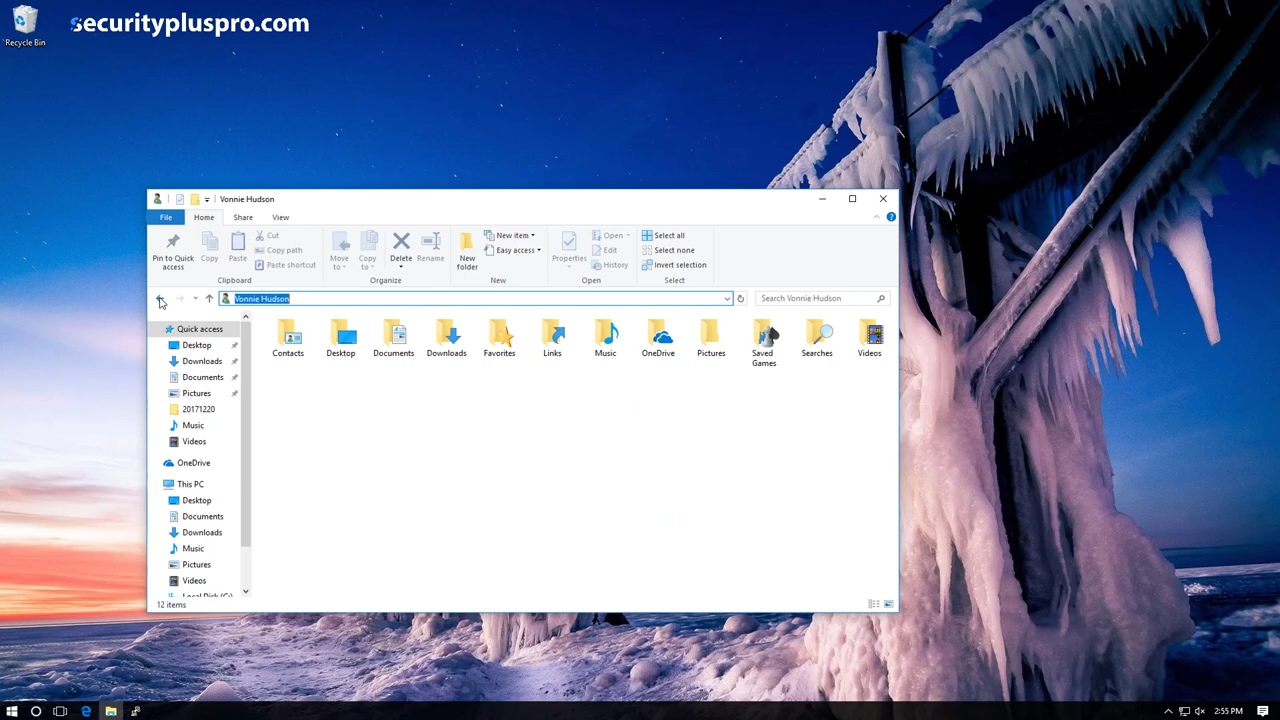 securitypluspro.com
Recycle Bin
Vonnie Hudson
File Home Share View
Pin to Quick access
Copy
Paste
Cut
Copy path
Paste shortcut
Clipboard
Move to
Copy to
Delete
Rename
Organize
New folder
New item
Easy access
New
Properties
Open
Edit
History
Open
Select all
Select none
Invert selection
Select
Vonnie Hudson
Search Vonnie Hudson
Quick access
Desktop
Downloads
Documents
Pictures
20171220
Music
Videos
OneDrive
This PC
Desktop
Documents
Downloads
Music
Pictures
Videos
Local Disk (C:)
Contacts
Desktop
Documents
Downloads
Favorites
Links
Music
OneDrive
Pictures
Saved Games
Searches
Videos
12 items
2:55 PM